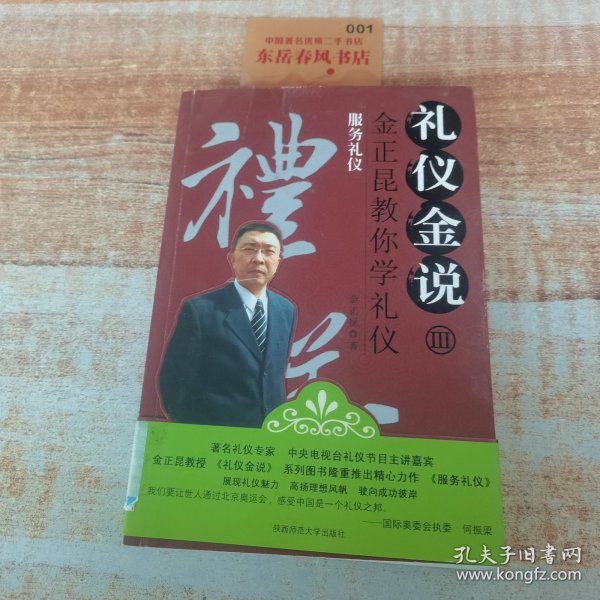 001
中国著名优质二手书店
东岳春风书店
礼仪金说
III
金正昆教你学礼仪
服务礼仪
禮
金正昆◎著
著名礼仪专家 中央电视台礼仪节目主讲嘉宾
金正昆教授 《礼仪金说》 系列图书隆重推出精心力作 《服务礼仪》
展现礼仪魅力 高扬理想风帆 驶向成功彼岸
我们要让世人通过北京奥运会，感受中国是一个礼仪之邦。
——国际奥委会执委 何振梁
陕西师范大学出版社
孔夫子旧书网
www.kongfz.com